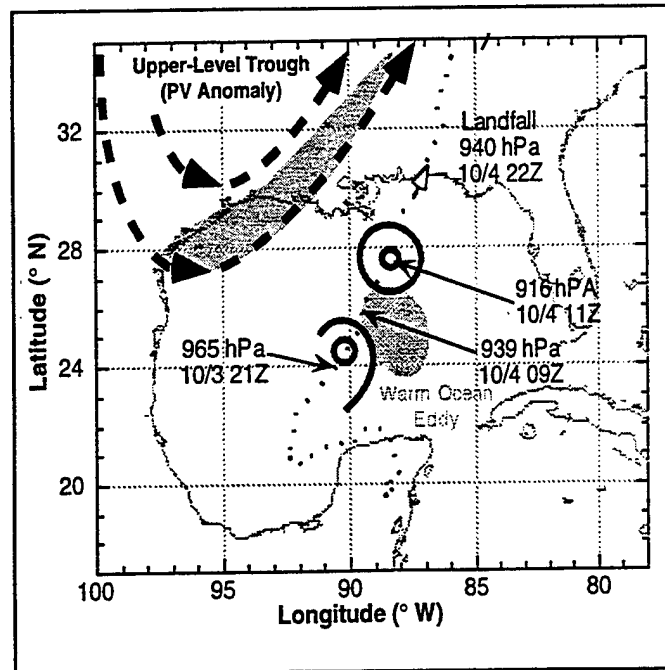 Upper-Level Trough
(PV Anomaly)
Landfall
940 hPa
10/4 22Z
916 hPA
10/4 11Z
965 hPa
10/3 21Z
939 hPa
10/4 09Z
Warm Ocean
Eddy
Latitude (° N)
32
28
24
20
100
95
90
85
80
Longitude (° W)